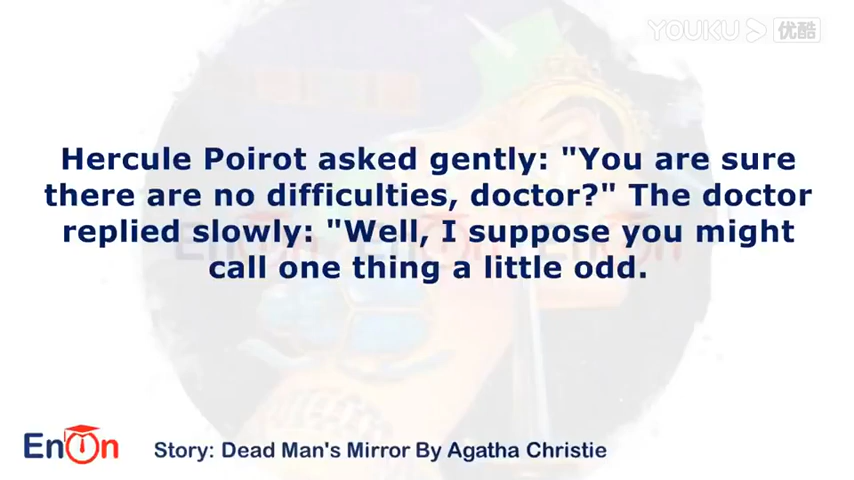 YOUKU 优酷
Hercule Poirot asked gently: "You are sure
there are no difficulties, doctor?" The doctor
replied slowly: "Well, I suppose you might
call one thing a little odd.
EnOn
Story: Dead Man's Mirror By Agatha Christie